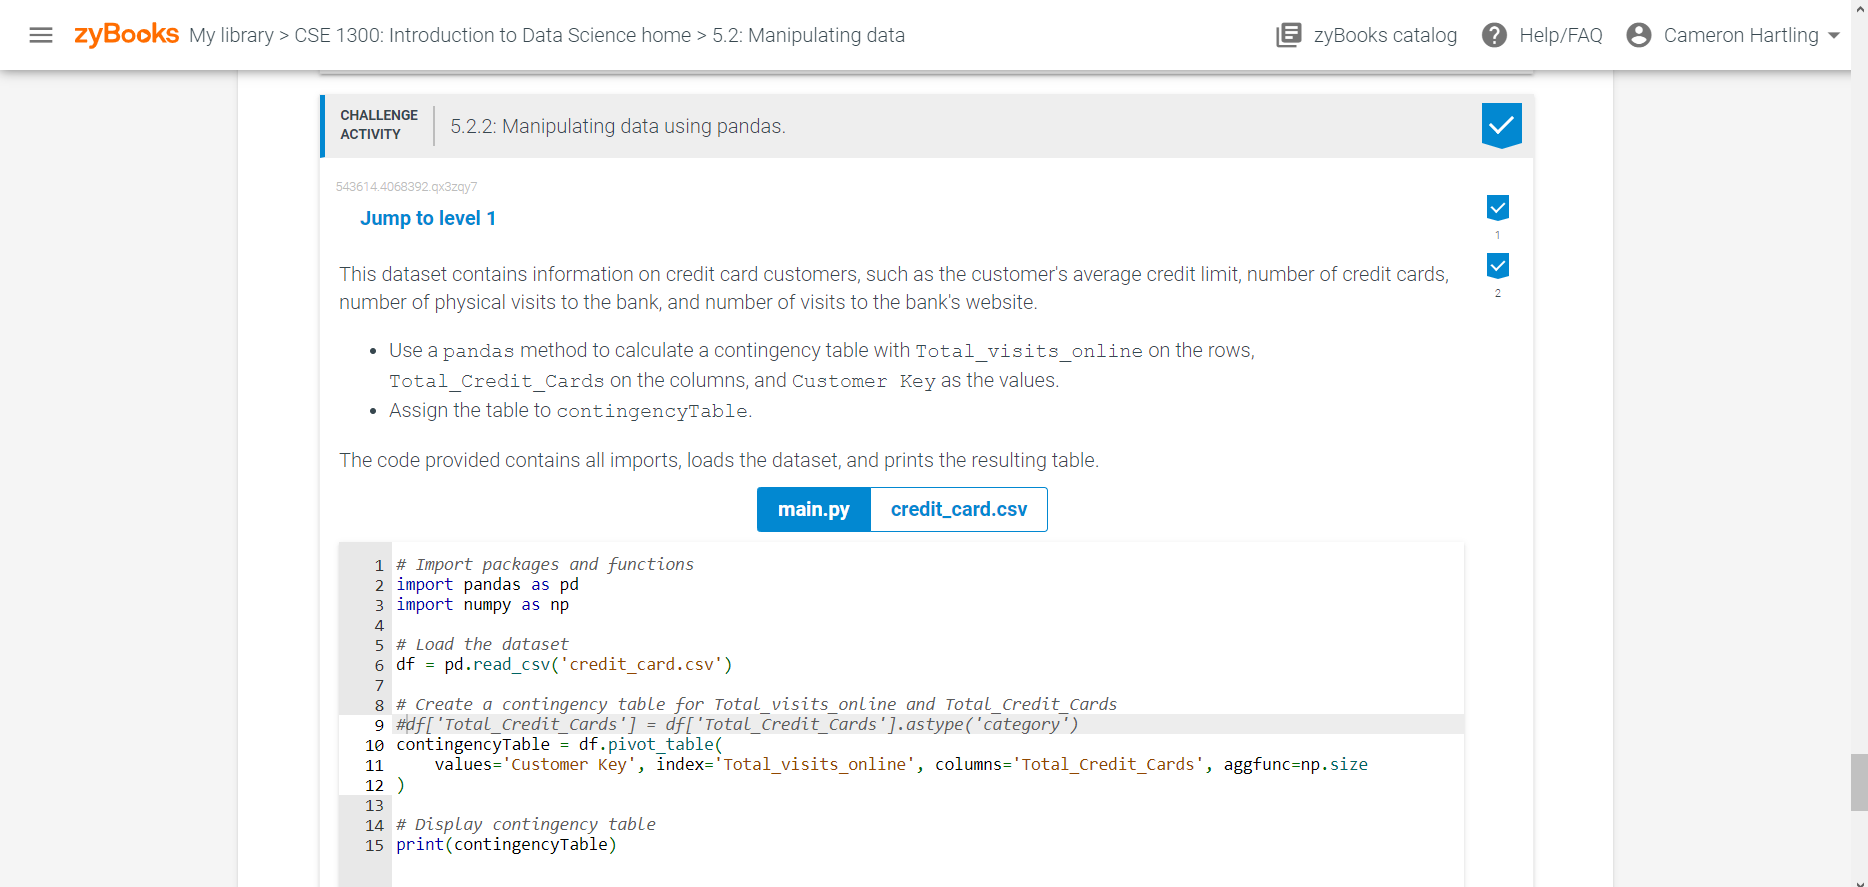 zyBooks My library > CSE 1300: Introduction to Data Science home > 5.2: Manipulating data zyBooks catalog Help/FAQ Cameron Hartling
CHALLENGE
ACTIVITY
5.2.2: Manipulating data using pandas.
543614.4068392.qx3zqy7
Jump to level 1
1
This dataset contains information on credit card customers, such as the customer's average credit limit, number of credit cards,
number of physical visits to the bank, and number of visits to the bank's website.
2
• Use a pandas method to calculate a contingency table with Total_visits_online on the rows,
Total_Credit_Cards on the columns, and Customer Key as the values.
• Assign the table to contingencyTable.
The code provided contains all imports, loads the dataset, and prints the resulting table.
main.py credit_card.csv
1 # Import packages and functions
2 import pandas as pd
3 import numpy as np
4
5 # Load the dataset
6 df = pd.read_csv('credit_card.csv')
7
8 # Create a contingency table for Total_visits_online and Total_Credit_Cards
9 #df['Total_Credit_Cards'] = df['Total_Credit_Cards'].astype('category')
10 contingencyTable = df.pivot_table(
11     values='Customer Key', index='Total_visits_online', columns='Total_Credit_Cards', aggfunc=np.size
12 )
13
14 # Display contingency table
15 print(contingencyTable)